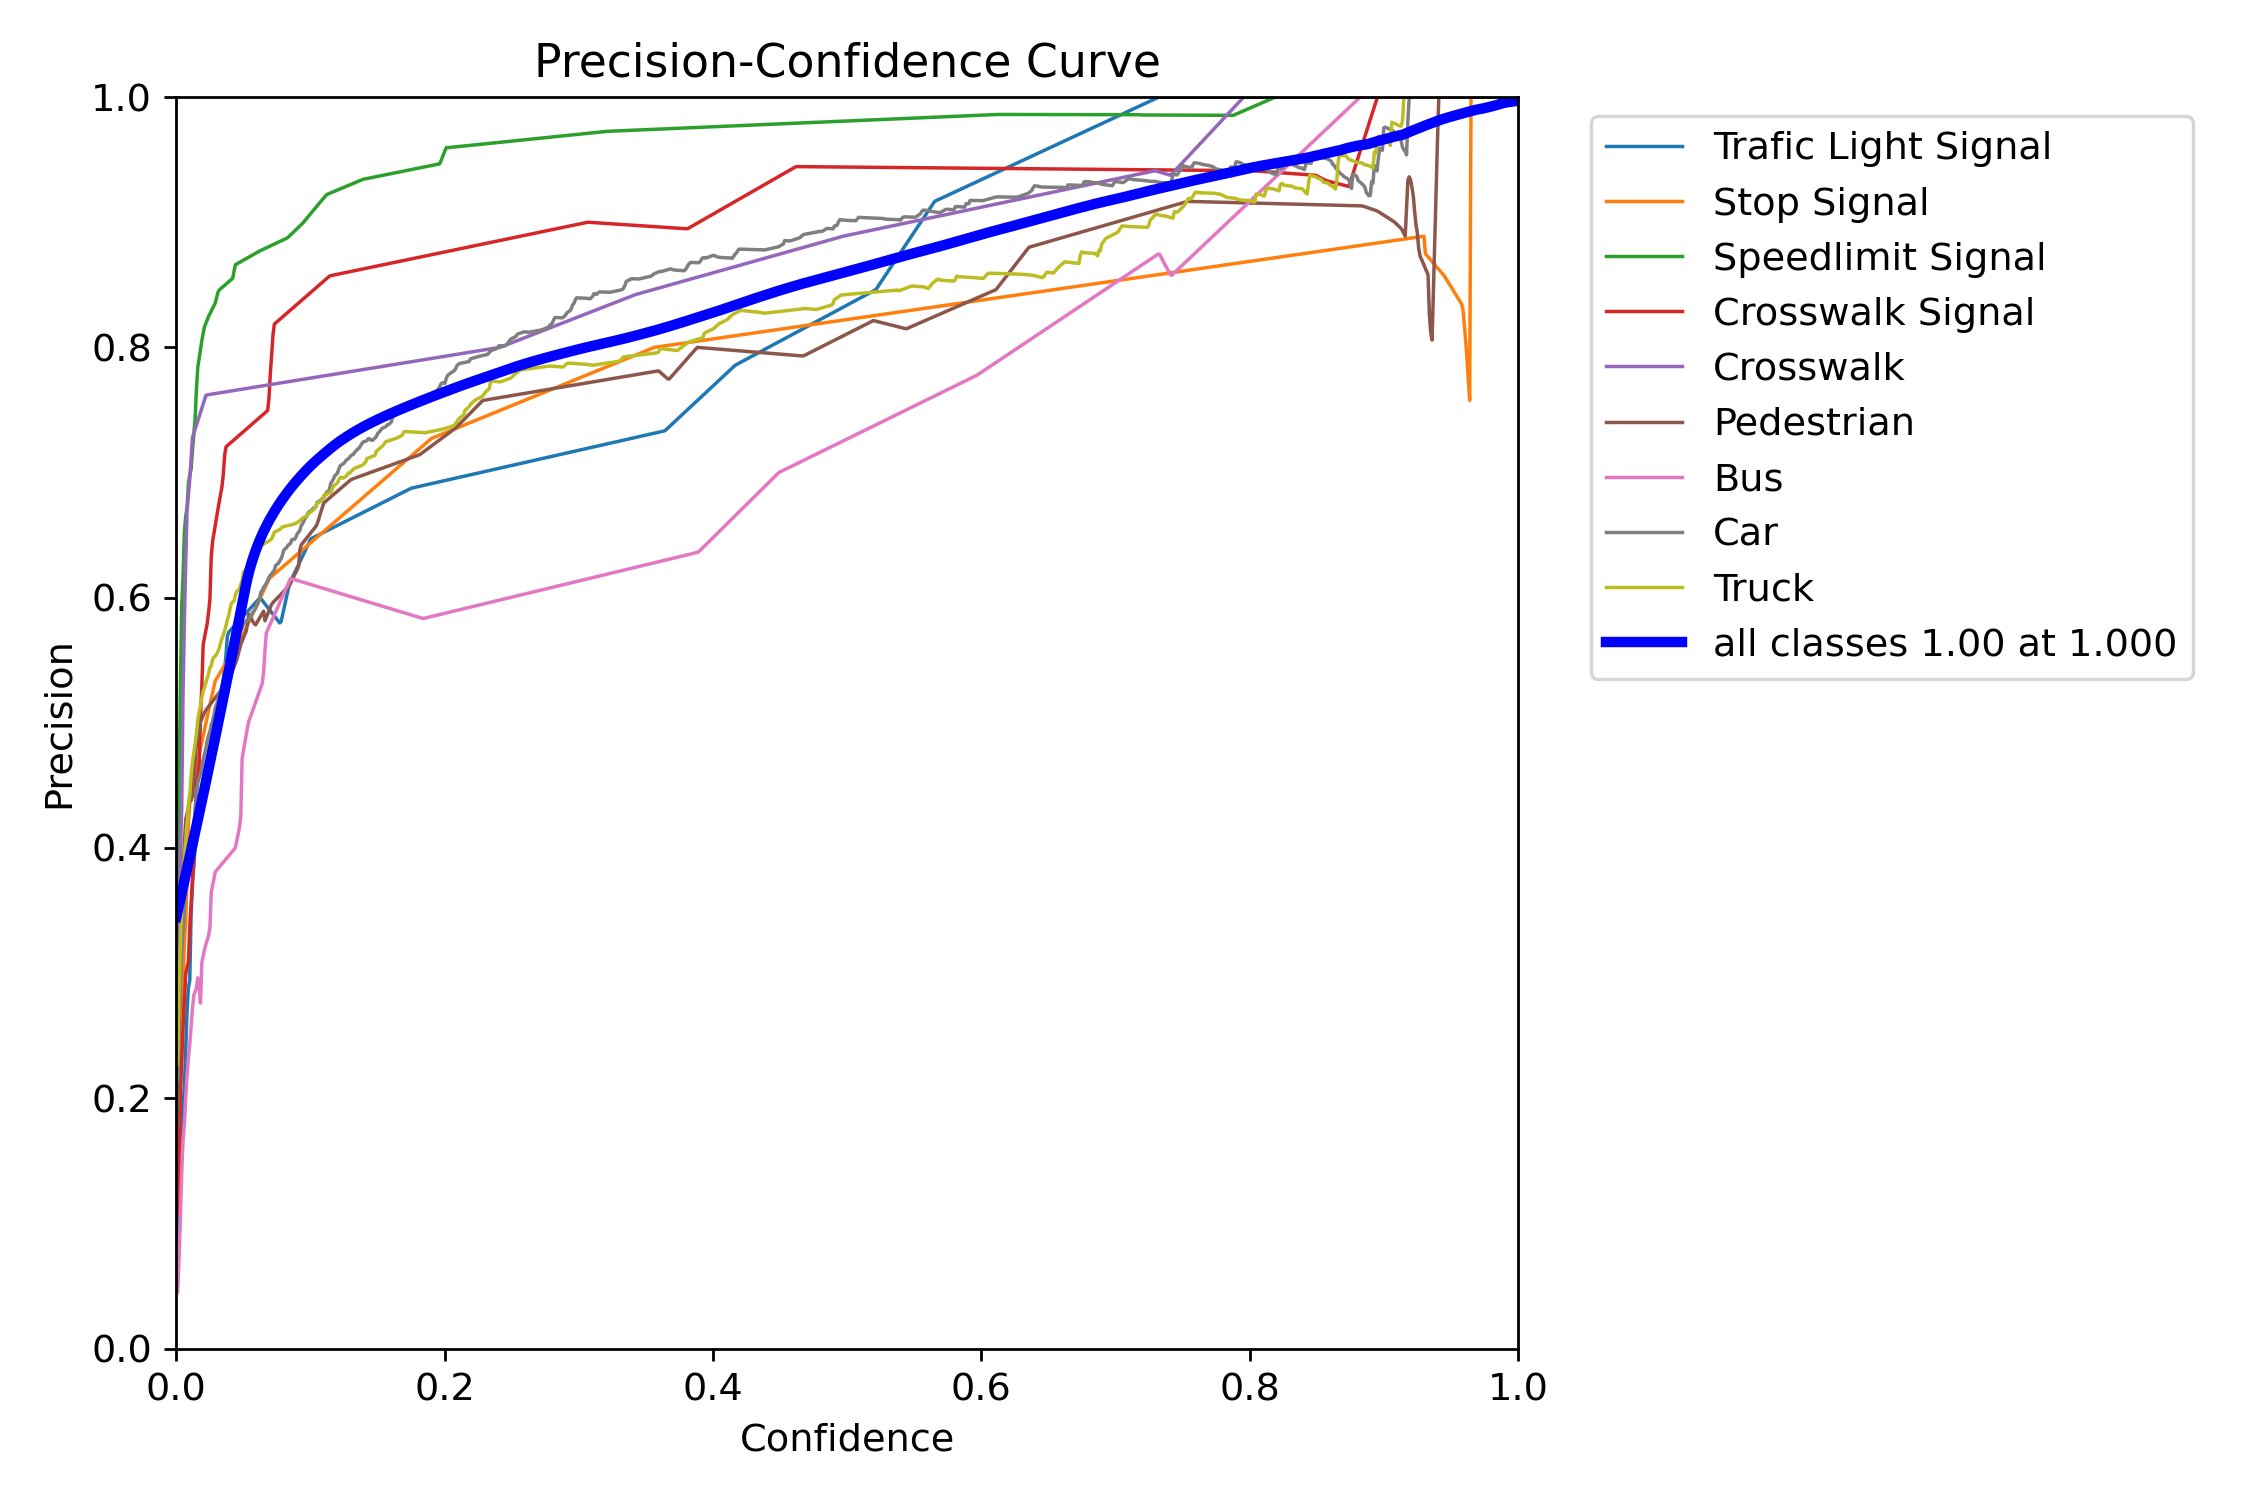 Precision-Confidence Curve
1.0
0.8
0.6
0.4
0.2
0.0
Precision
0.0 0.2 0.4 0.6 0.8 1.0
Confidence
Trafic Light Signal
Stop Signal
Speedlimit Signal
Crosswalk Signal
Crosswalk
Pedestrian
Bus
Car
Truck
all classes 1.00 at 1.000